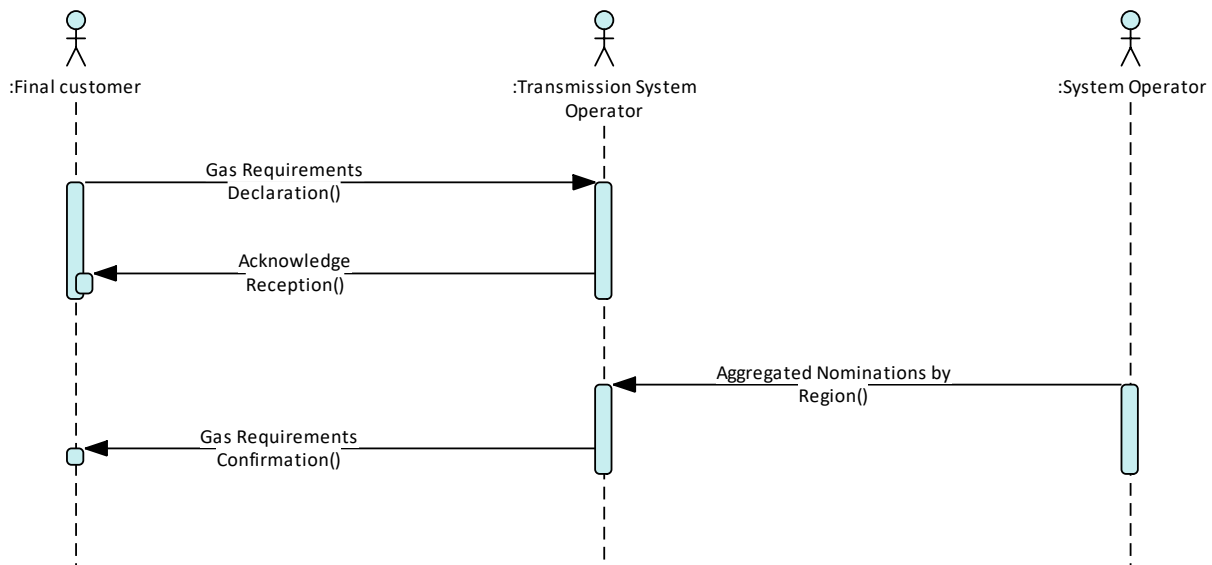 :Final customer
:Transmission System
Operator
:System Operator
Gas Requirements
Declaration()
Acknowledge
Reception()
Aggregated Nominations by
Region()
Gas Requirements
Confirmation()